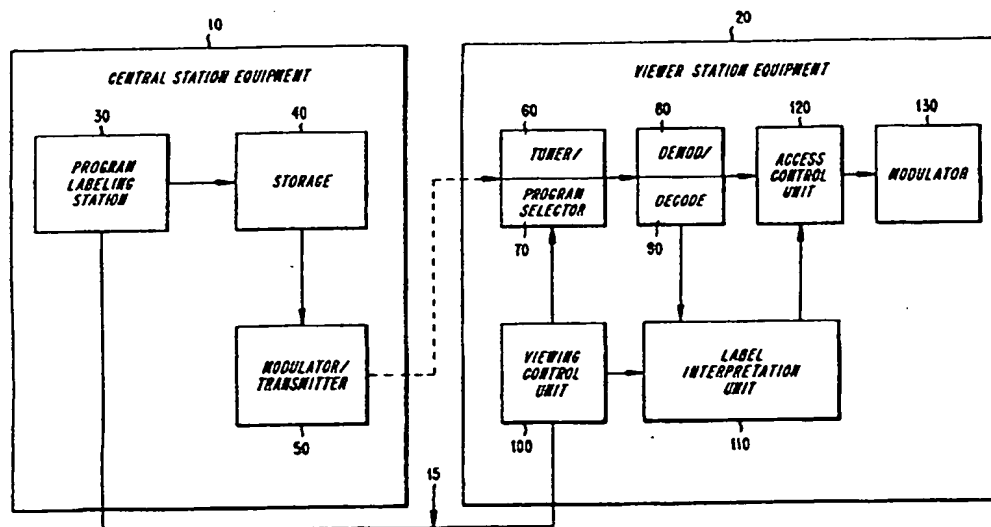 10
20
CENTRAL STATION EQUIPMENT
VIEWER STATION EQUIPMENT
30
40
60
80
120
130
PROGRAM
LABELING
STATION
STORAGE
TUNER/
PROGRAM
SELECTOR
DEMOD/
DECODE
ACCESS
CONTROL
UNIT
MODULATOR
70
90
MODULATOR/
TRANSMITTER
VIEWING
CONTROL
UNIT
LABEL
INTERPRETATION
UNIT
50
100
110
15